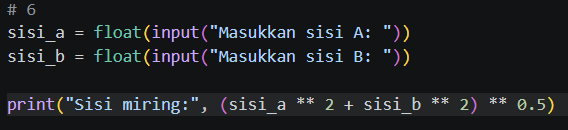 # 6
sisi_a = float(input("Masukkan sisi A: "))
sisi_b = float(input("Masukkan sisi B: "))
print("Sisi miring:", (sisi_a ** 2 + sisi_b ** 2) ** 0.5)